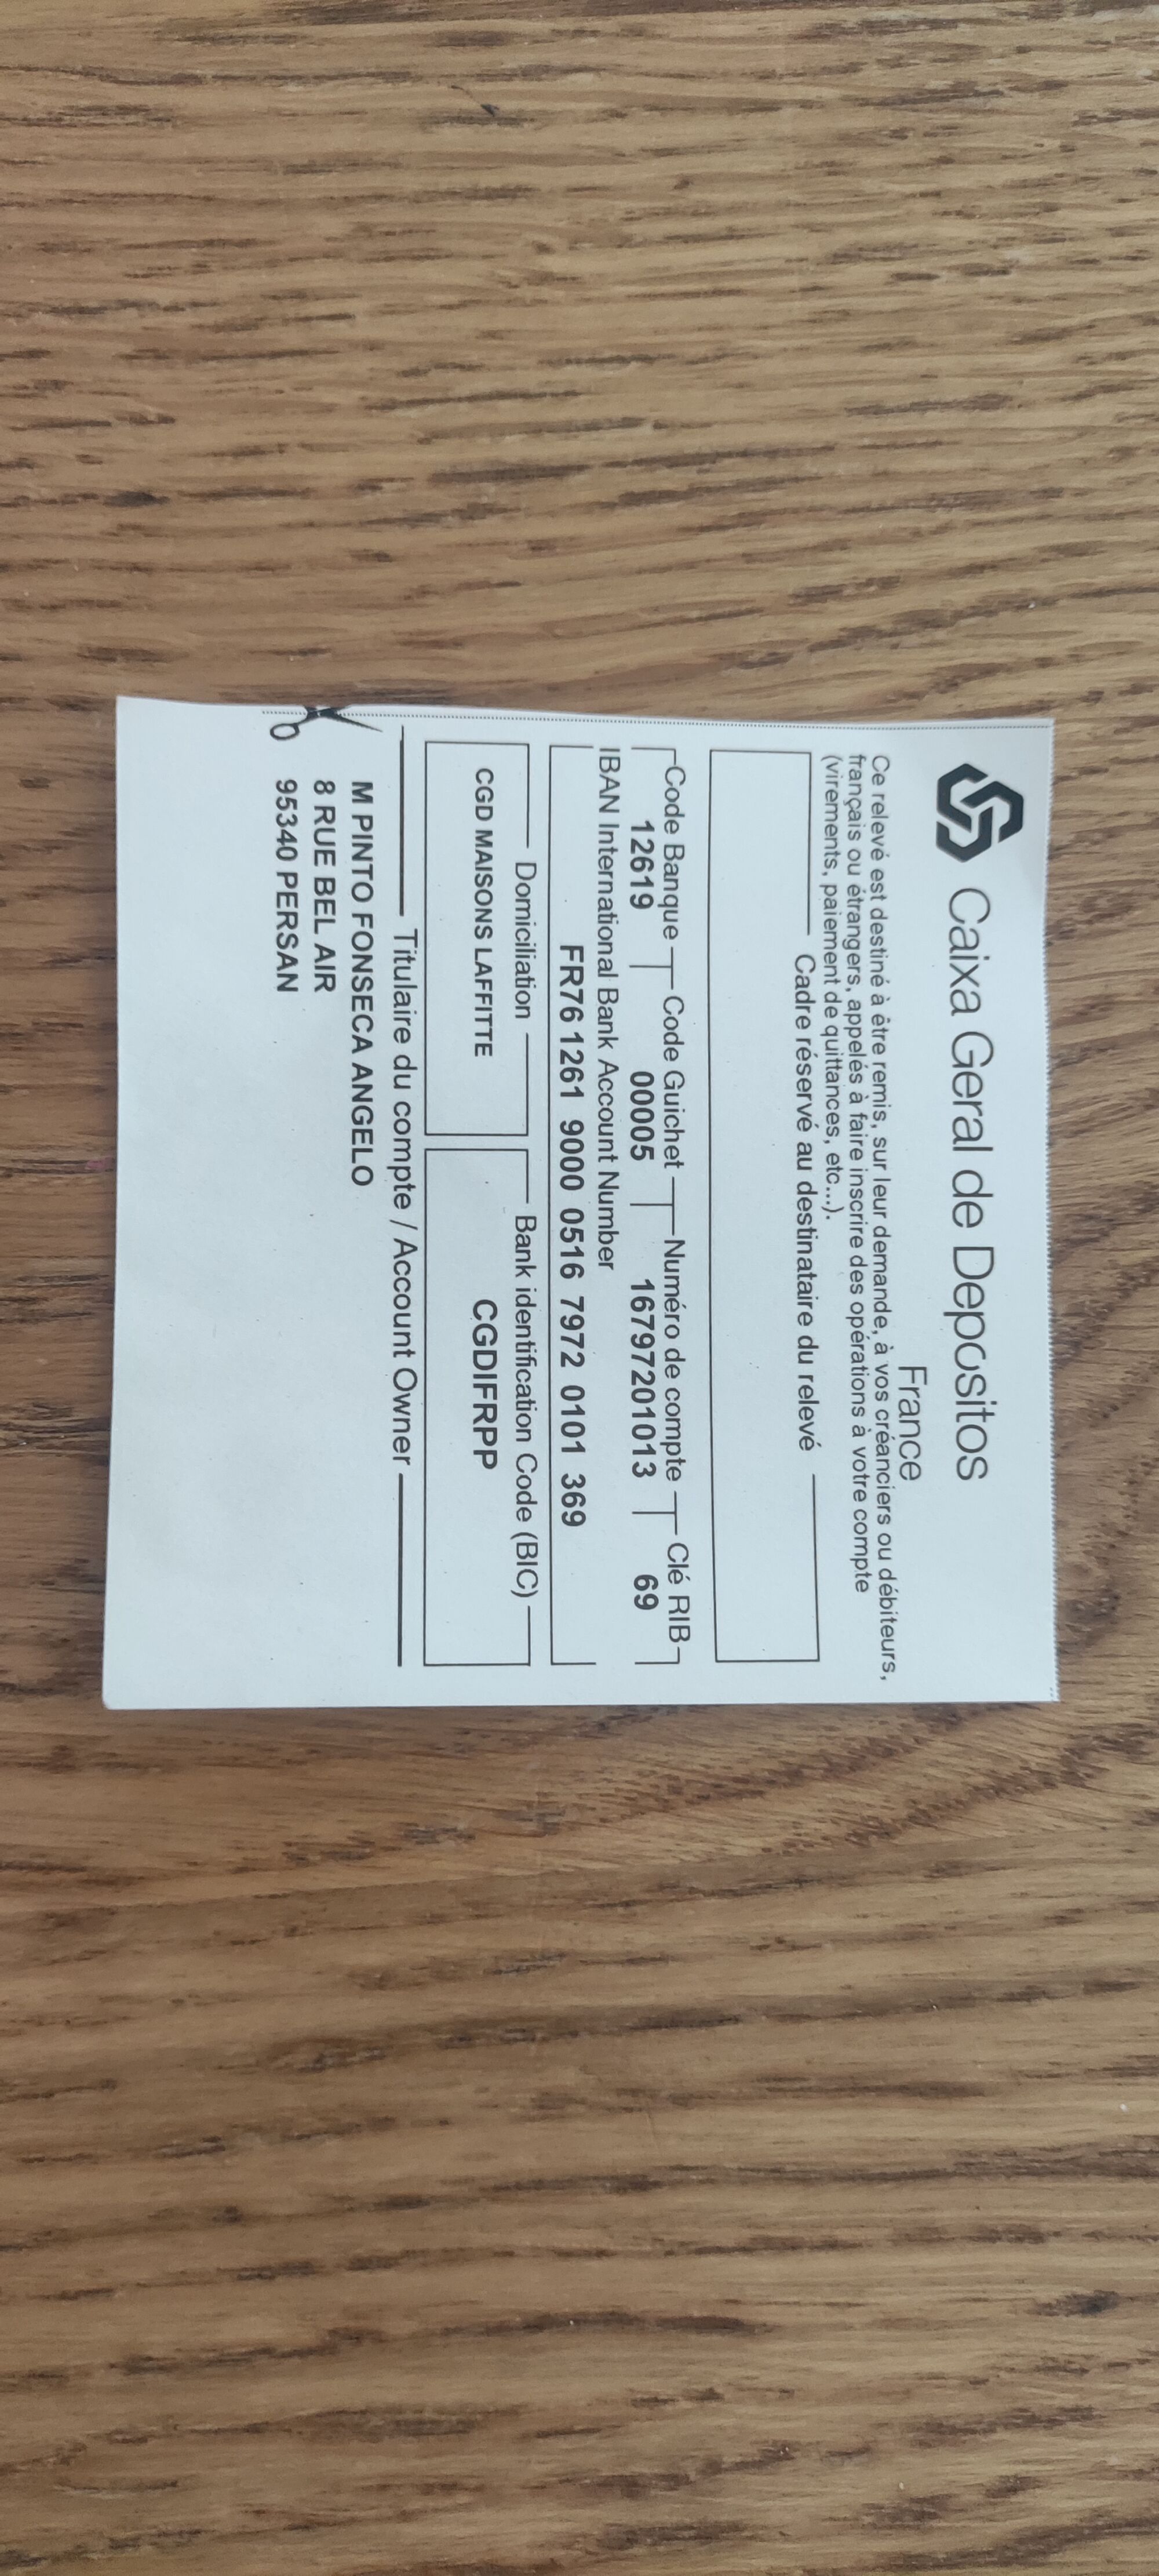 Caixa Geral de Depositos
France
Ce relevé est destiné à être remis, sur leur demande, à vos créanciers ou débiteurs,
français ou étrangers, appelés à faire inscrire des opérations à votre compte
(virements, paiement de quittances, etc...).
Cadre réservé au destinataire du relevé
Code Banque Code Guichet Numéro de compte Clé RIB
12619 00005 16797201013 69
IBAN International Bank Account Number
FR76 1261 9000 0516 7972 0101 369
Domiciliation Bank identification Code (BIC)
CGD MAISONS LAFFITTE CGDIFRPP
Titulaire du compte / Account Owner
M PINTO FONSECA ANGELO
8 RUE BEL AIR
95340 PERSAN